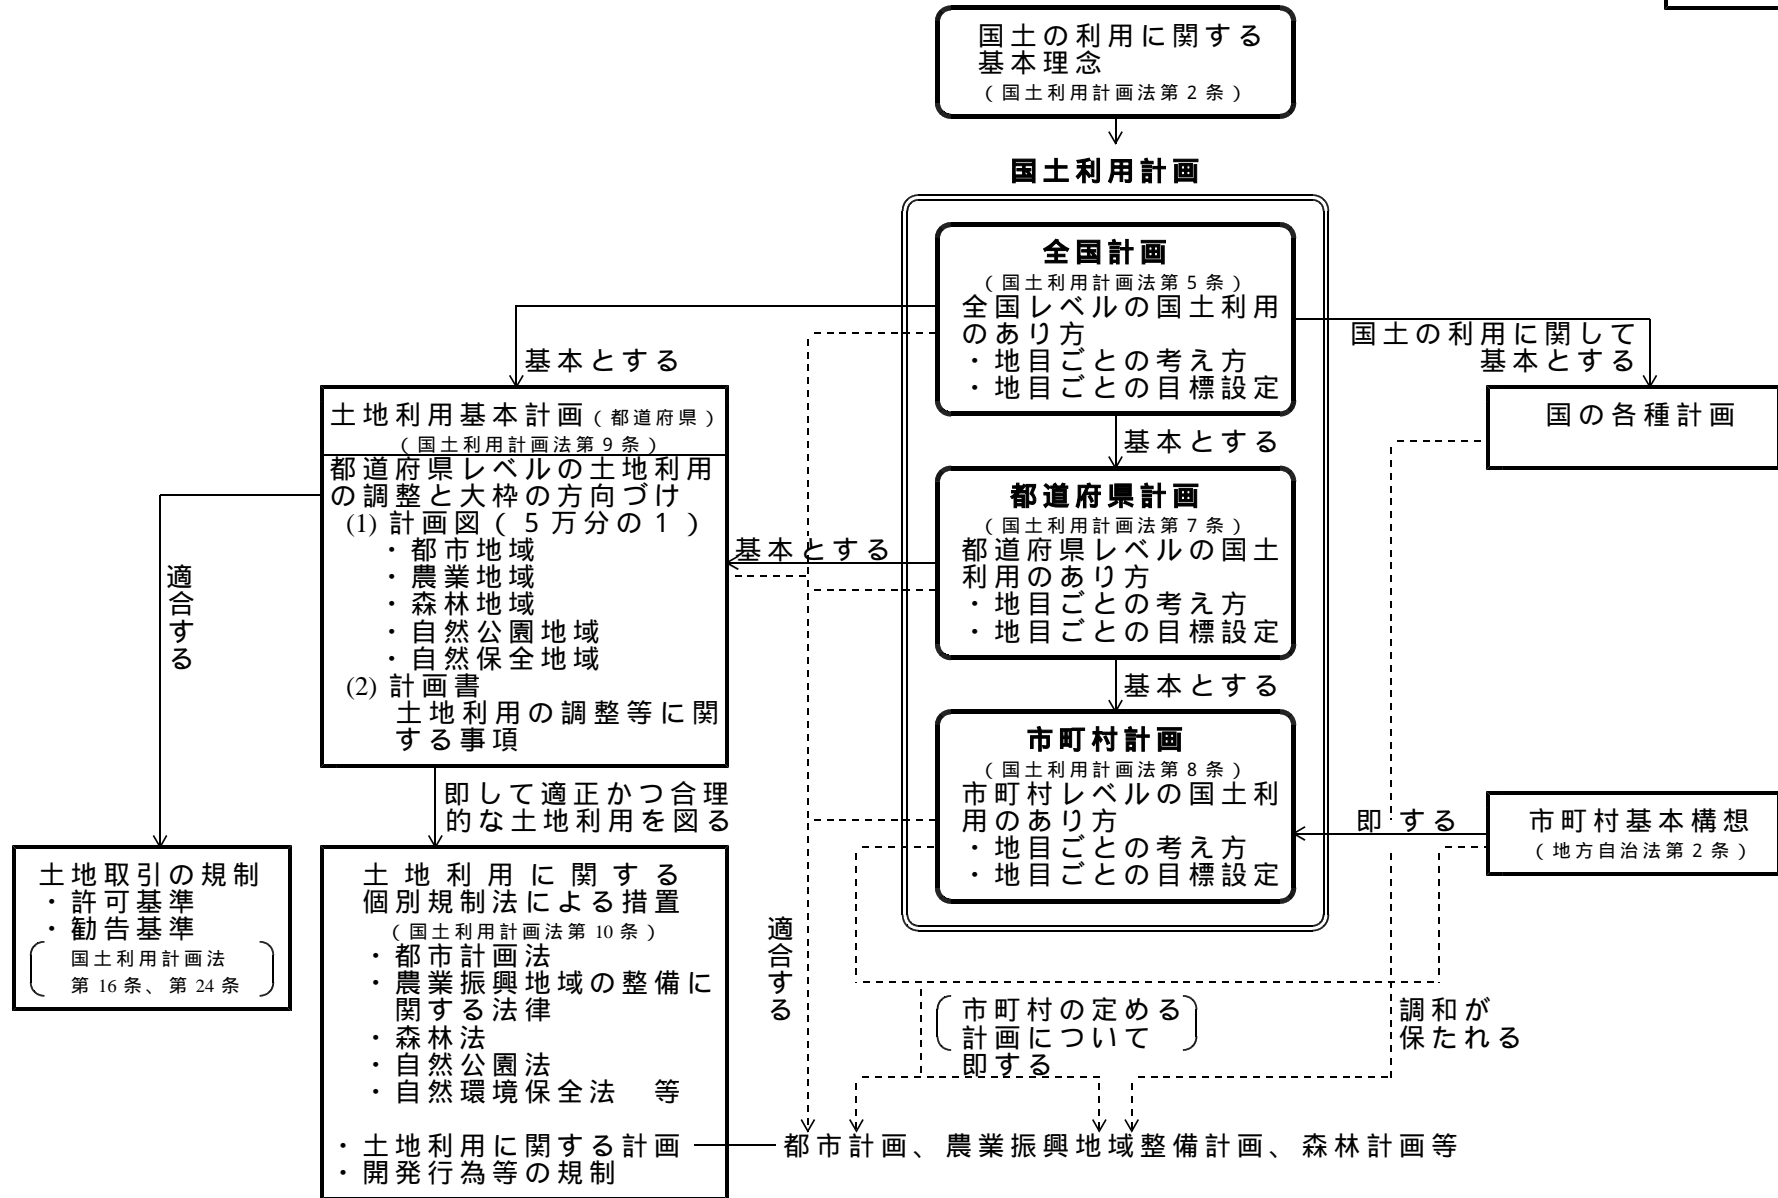 国土の利用に関する
基本理念
（国土利用計画法第２条）
国土利用計画
全国計画
（国土利用計画法第５条）
全国レベルの国土利用
のあり方
・地目ごとの考え方
・地目ごとの目標設定
基本とする
国土の利用に関して
基本とする
国の各種計画
土地利用基本計画（都道府県）
（国土利用計画法第９条）
都道府県レベルの土地利用
の調整と大枠の方向づけ
(1) 計画図（５万分の１）
・都市地域
・農業地域
・森林地域
・自然公園地域
・自然保全地域
(2) 計画書
土地利用の調整等に関
する事項
基本とする
都道府県計画
（国土利用計画法第７条）
都道府県レベルの国土
利用のあり方
・地目ごとの考え方
・地目ごとの目標設定
基本とする
基本とする
市町村計画
（国土利用計画法第８条）
市町村レベルの国土利
用のあり方
・地目ごとの考え方
・地目ごとの目標設定
即する
市町村基本構想
（地方自治法第２条）
適合する
即して適正かつ合理
的な土地利用を図る
土地取引の規制
・許可基準
・勧告基準
国土利用計画法
第 16 条、第 24 条
土地利用に関する
個別規制法による措置
（国土利用計画法第 10 条）
・都市計画法
・農業振興地域の整備に
関する法律
・森林法
・自然公園法
・自然環境保全法　等
・土地利用に関する計画
・開発行為等の規制
適合する
市町村の定める
計画について
即する
調和が
保たれる
都市計画、農業振興地域整備計画、森林計画等